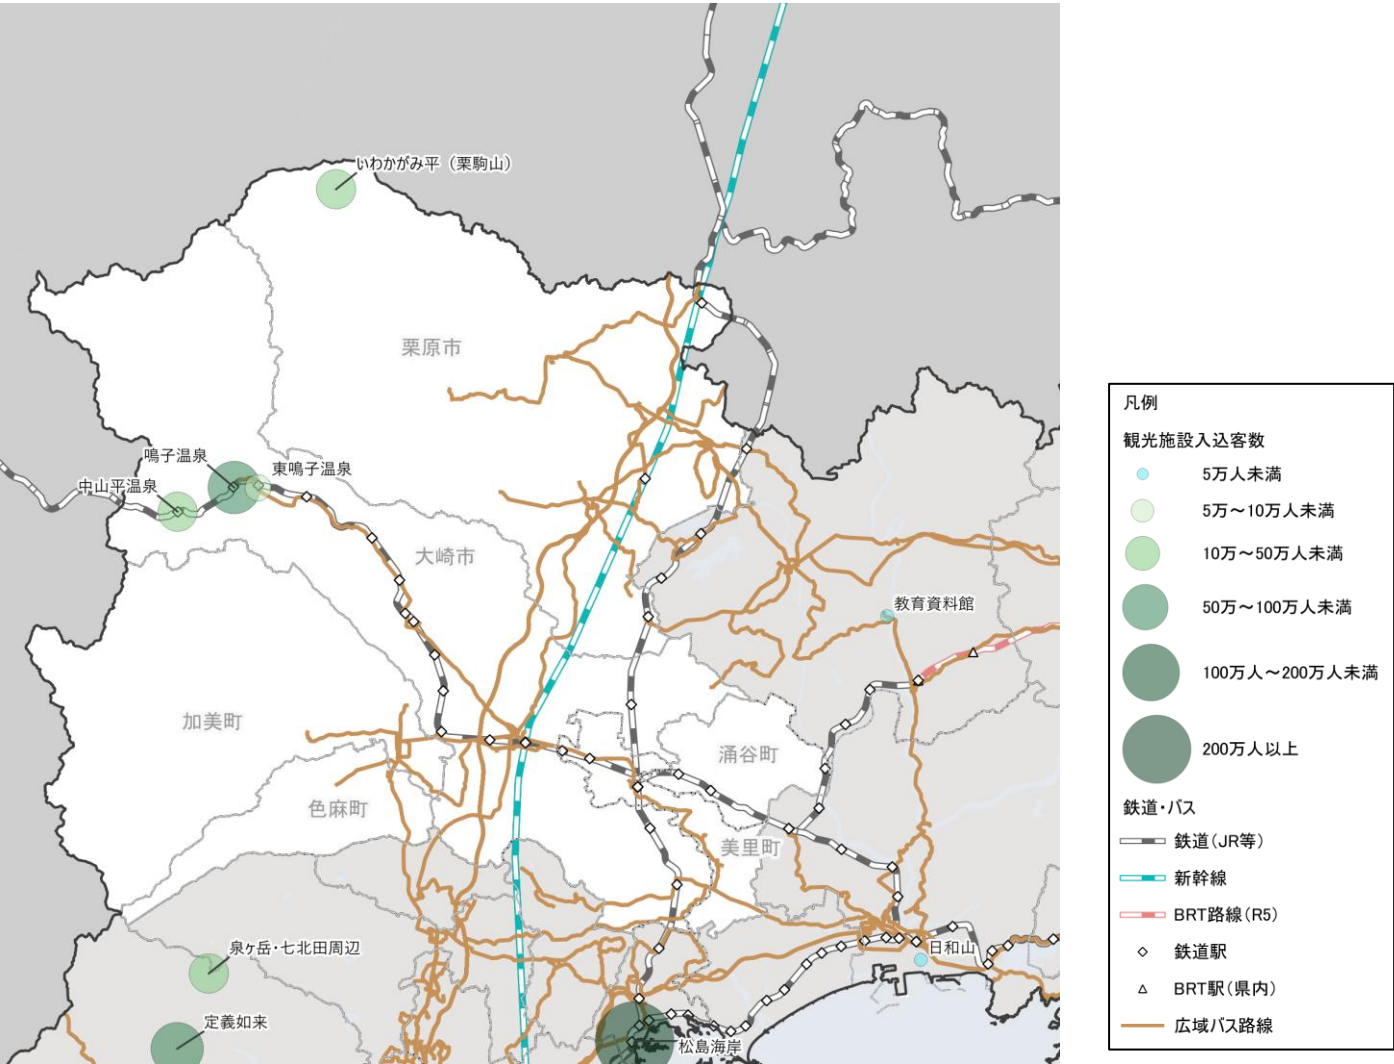 いわかがみ平（栗駒山）
栗原市
鳴子温泉
東鳴子温泉
中山平温泉
大崎市
教育資料館
加美町
涌谷町
色麻町
美里町
泉ヶ岳・七北田周辺
日和山
定義如来
松島海岸
凡例
観光施設入込客数
5万人未満
5万～10万人未満
10万～50万人未満
50万～100万人未満
100万人～200万人未満
200万人以上
鉄道・バス
鉄道（JR等）
新幹線
BRT路線（R5）
鉄道駅
BRT駅（県内）
広域バス路線